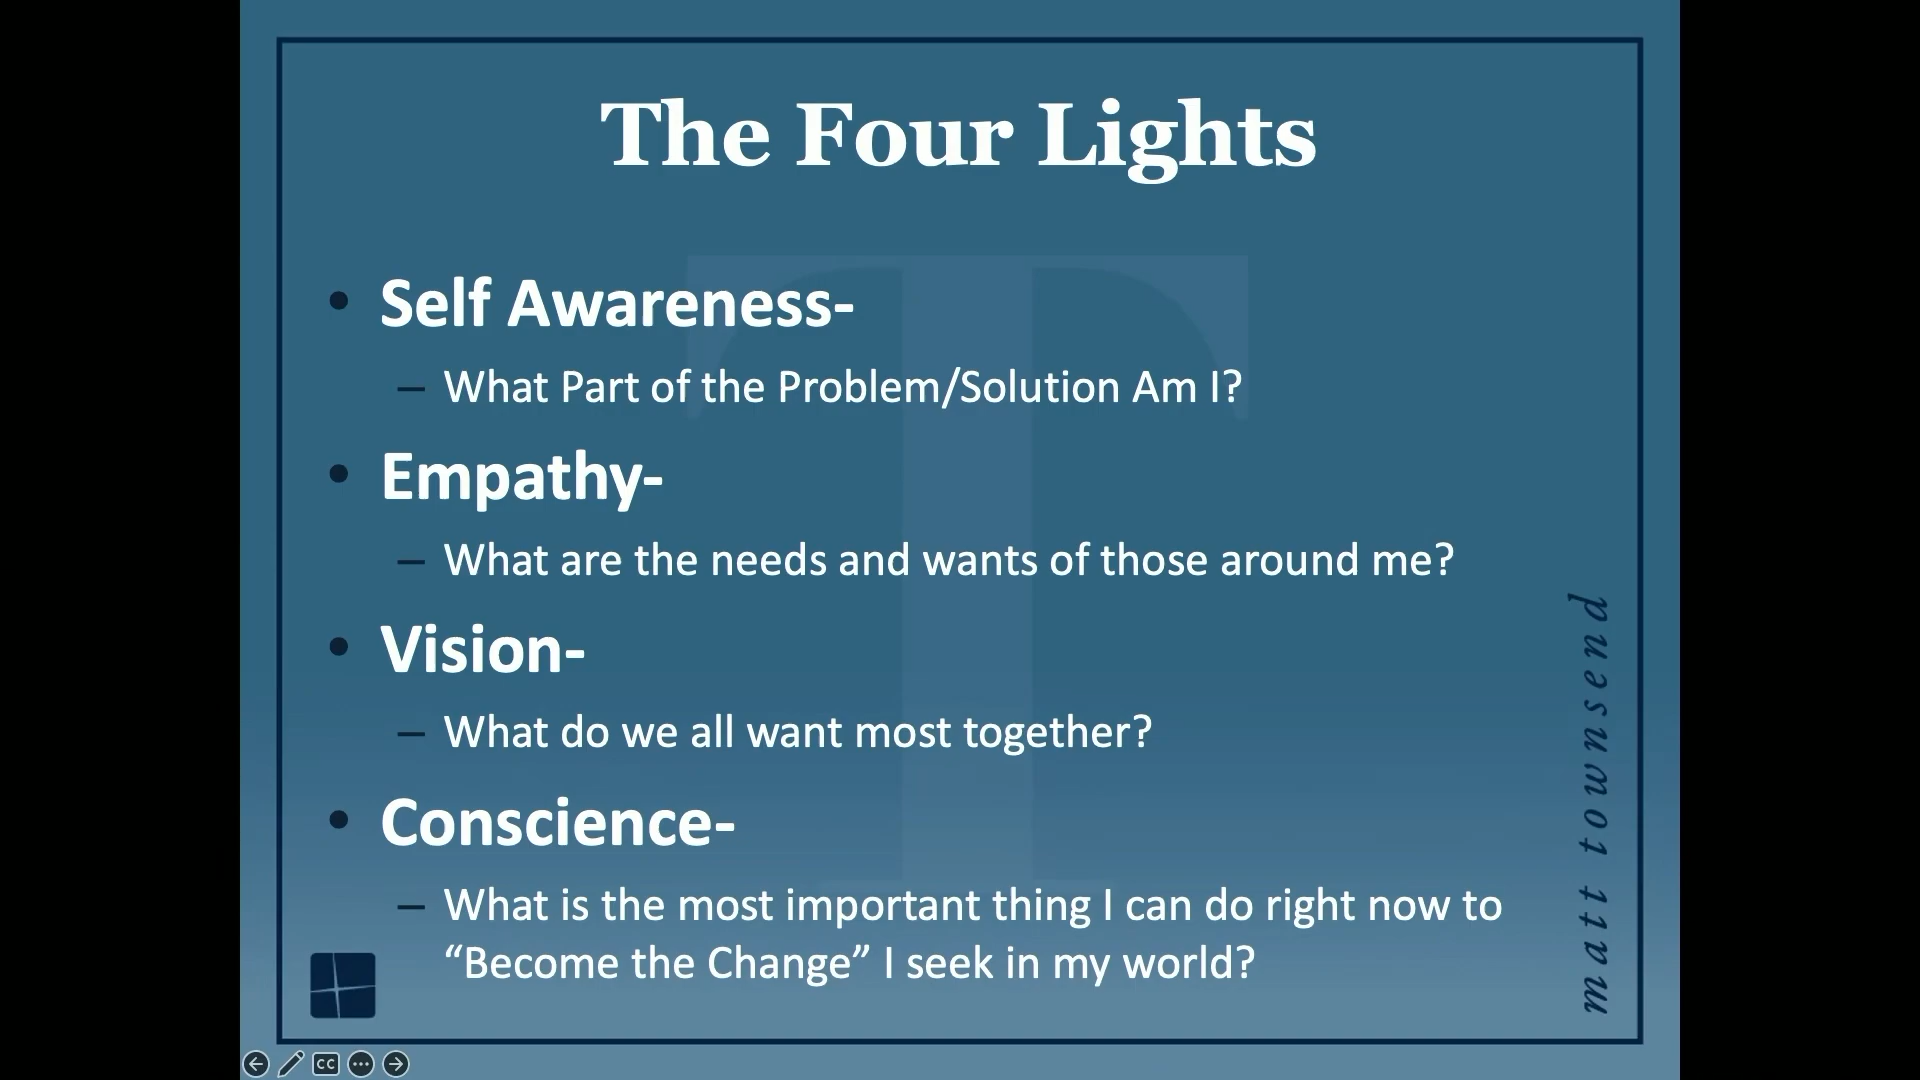 The Four Lights
• Self Awareness-
– What Part of the Problem/Solution Am I?
• Empathy-
– What are the needs and wants of those around me?
• Vision-
– What do we all want most together?
• Conscience-
– What is the most important thing I can do right now to
“Become the Change” I seek in my world?
matt townsend
CC